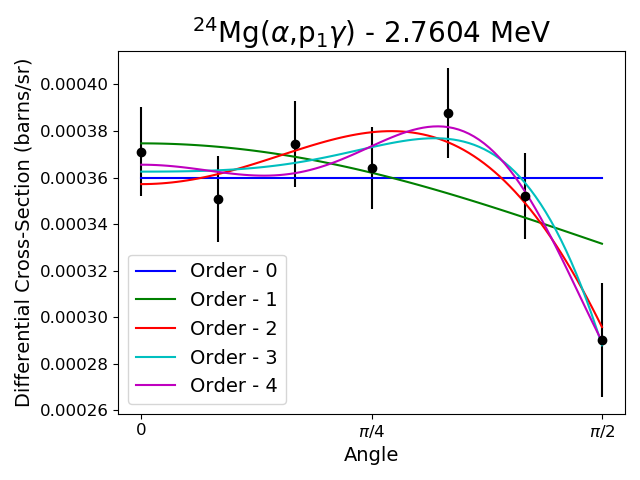 ²⁴Mg(α,p₁γ) - 2.7604 MeV
Differential Cross-Section (barns/sr)
0.00040
0.00038
0.00036
0.00034
0.00032
0.00030
0.00028
0.00026
Order - 0
Order - 1
Order - 2
Order - 3
Order - 4
0 π/4 π/2
Angle